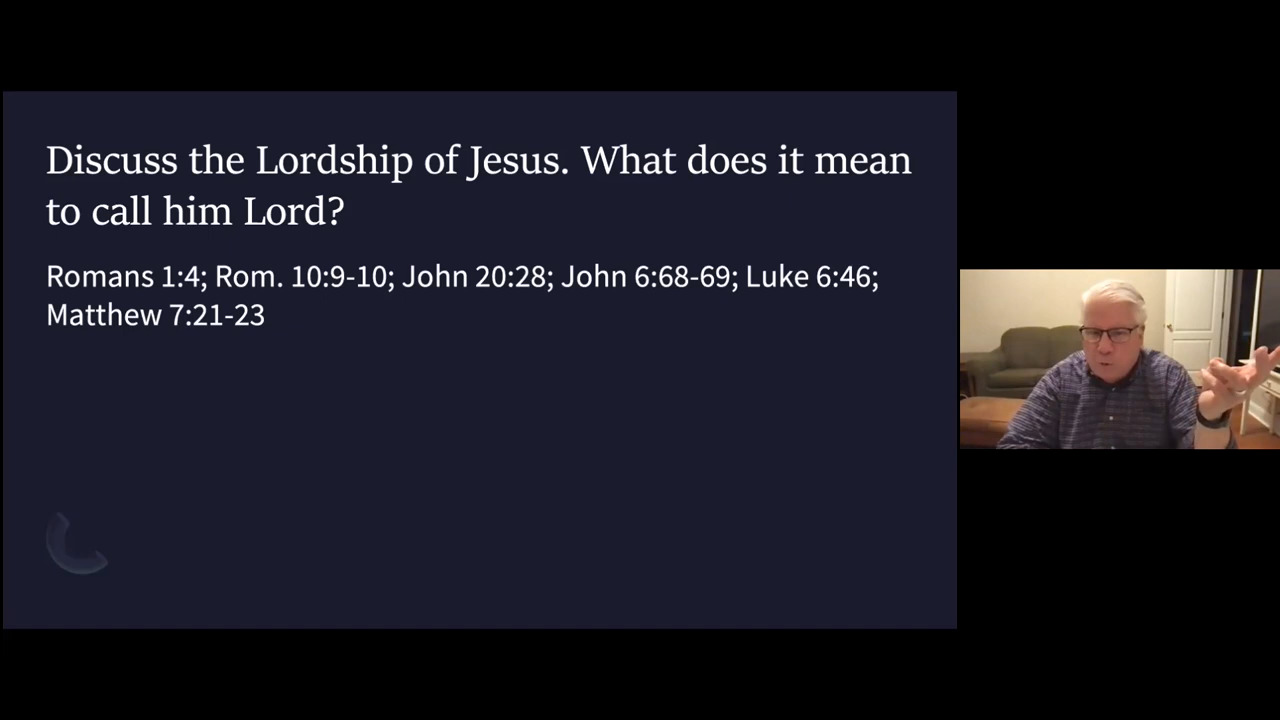 Discuss the Lordship of Jesus. What does it mean
to call him Lord?
Romans 1:4; Rom. 10:9-10; John 20:28; John 6:68-69; Luke 6:46;
Matthew 7:21-23